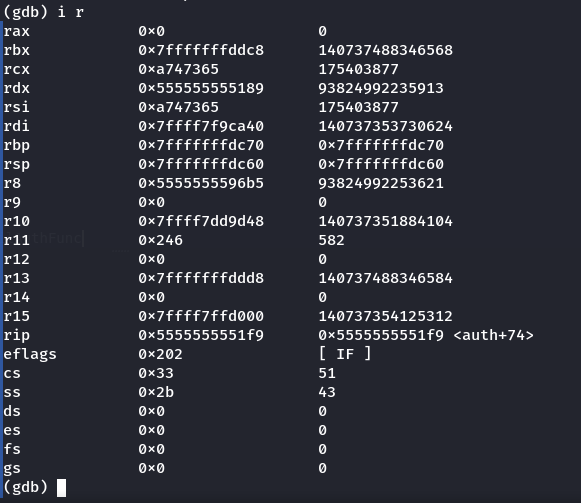 (gdb) i r
rax 0×0 0
rbx 0×7fffffffddc8 140737488346568
rcx 0×a747365 175403877
rdx 0×555555555189 93824992235913
rsi 0×a747365 175403877
rdi 0×7ffff7f9ca40 140737353730624
rbp 0×7fffffffdc70 0×7fffffffdc70
rsp 0×7fffffffdc60 0×7fffffffdc60
r8 0×5555555596b5 93824992253621
r9 0×0 0
r10 0×7ffff7dd9d48 140737351884104
r11 0×246 582
r12 0×0 0
r13 0×7fffffffddd8 140737488346584
r14 0×0 0
r15 0×7ffff7ffd000 140737354125312
rip 0×5555555551f9 0×5555555551f9 <auth+74>
eflags 0×202 [ IF ]
cs 0×33 51
ss 0×2b 43
ds 0×0 0
es 0×0 0
fs 0×0 0
gs 0×0 0
(gdb)